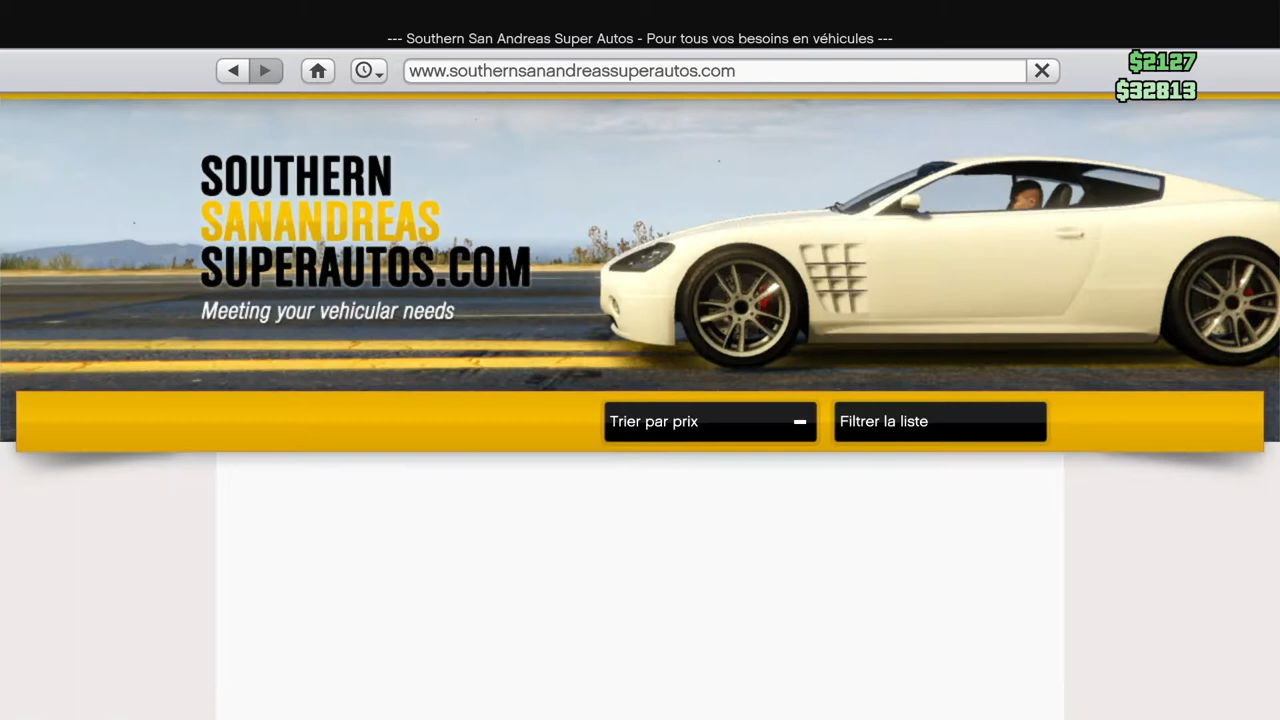 --- Southern San Andreas Super Autos - Pour tous vos besoins en véhicules ---
www.southernsanandreassuperautos.com
$2127
$32813
SOUTHERN
SANANDREAS
SUPERAUTOS.COM
Meeting your vehicular needs
Trier par prix
Filtrer la liste